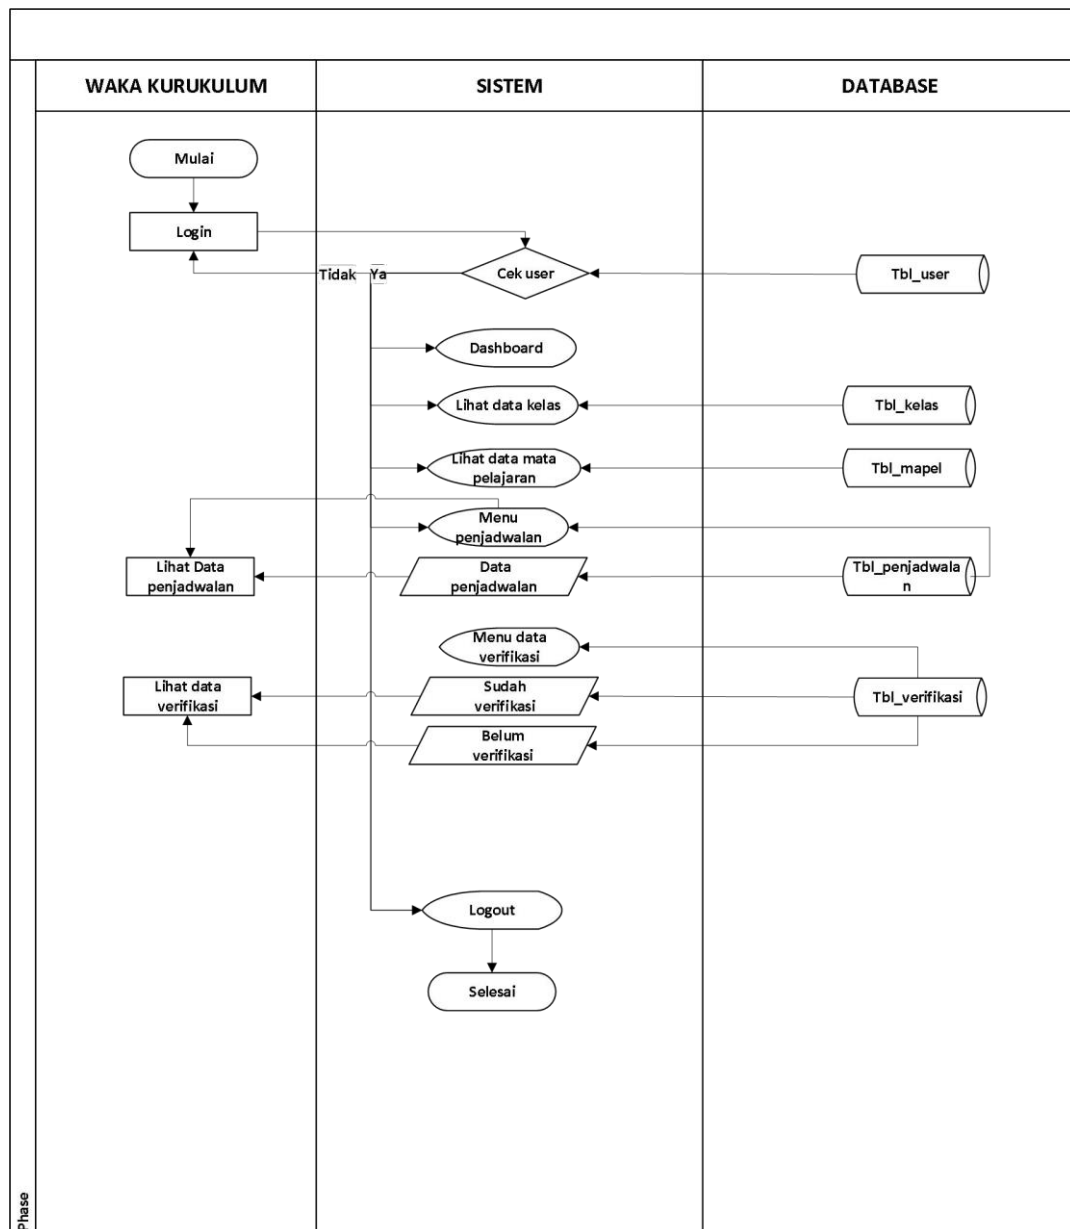 WAKA KURUKULUM
SISTEM
DATABASE
Mulai
Login
Tidak
Ya
Cek user
Tbl_user
Dashboard
Lihat data kelas
Tbl_kelas
Lihat data mata
pelajaran
Tbl_mapel
Menu
penjadwalan
Lihat Data
penjadwalan
Data
penjadwalan
Tbl_penjadwala
n
Menu data
verifikasi
Lihat data
verifikasi
Sudah
verifikasi
Tbl_verifikasi
Belum
verifikasi
Logout
Selesai
Phase